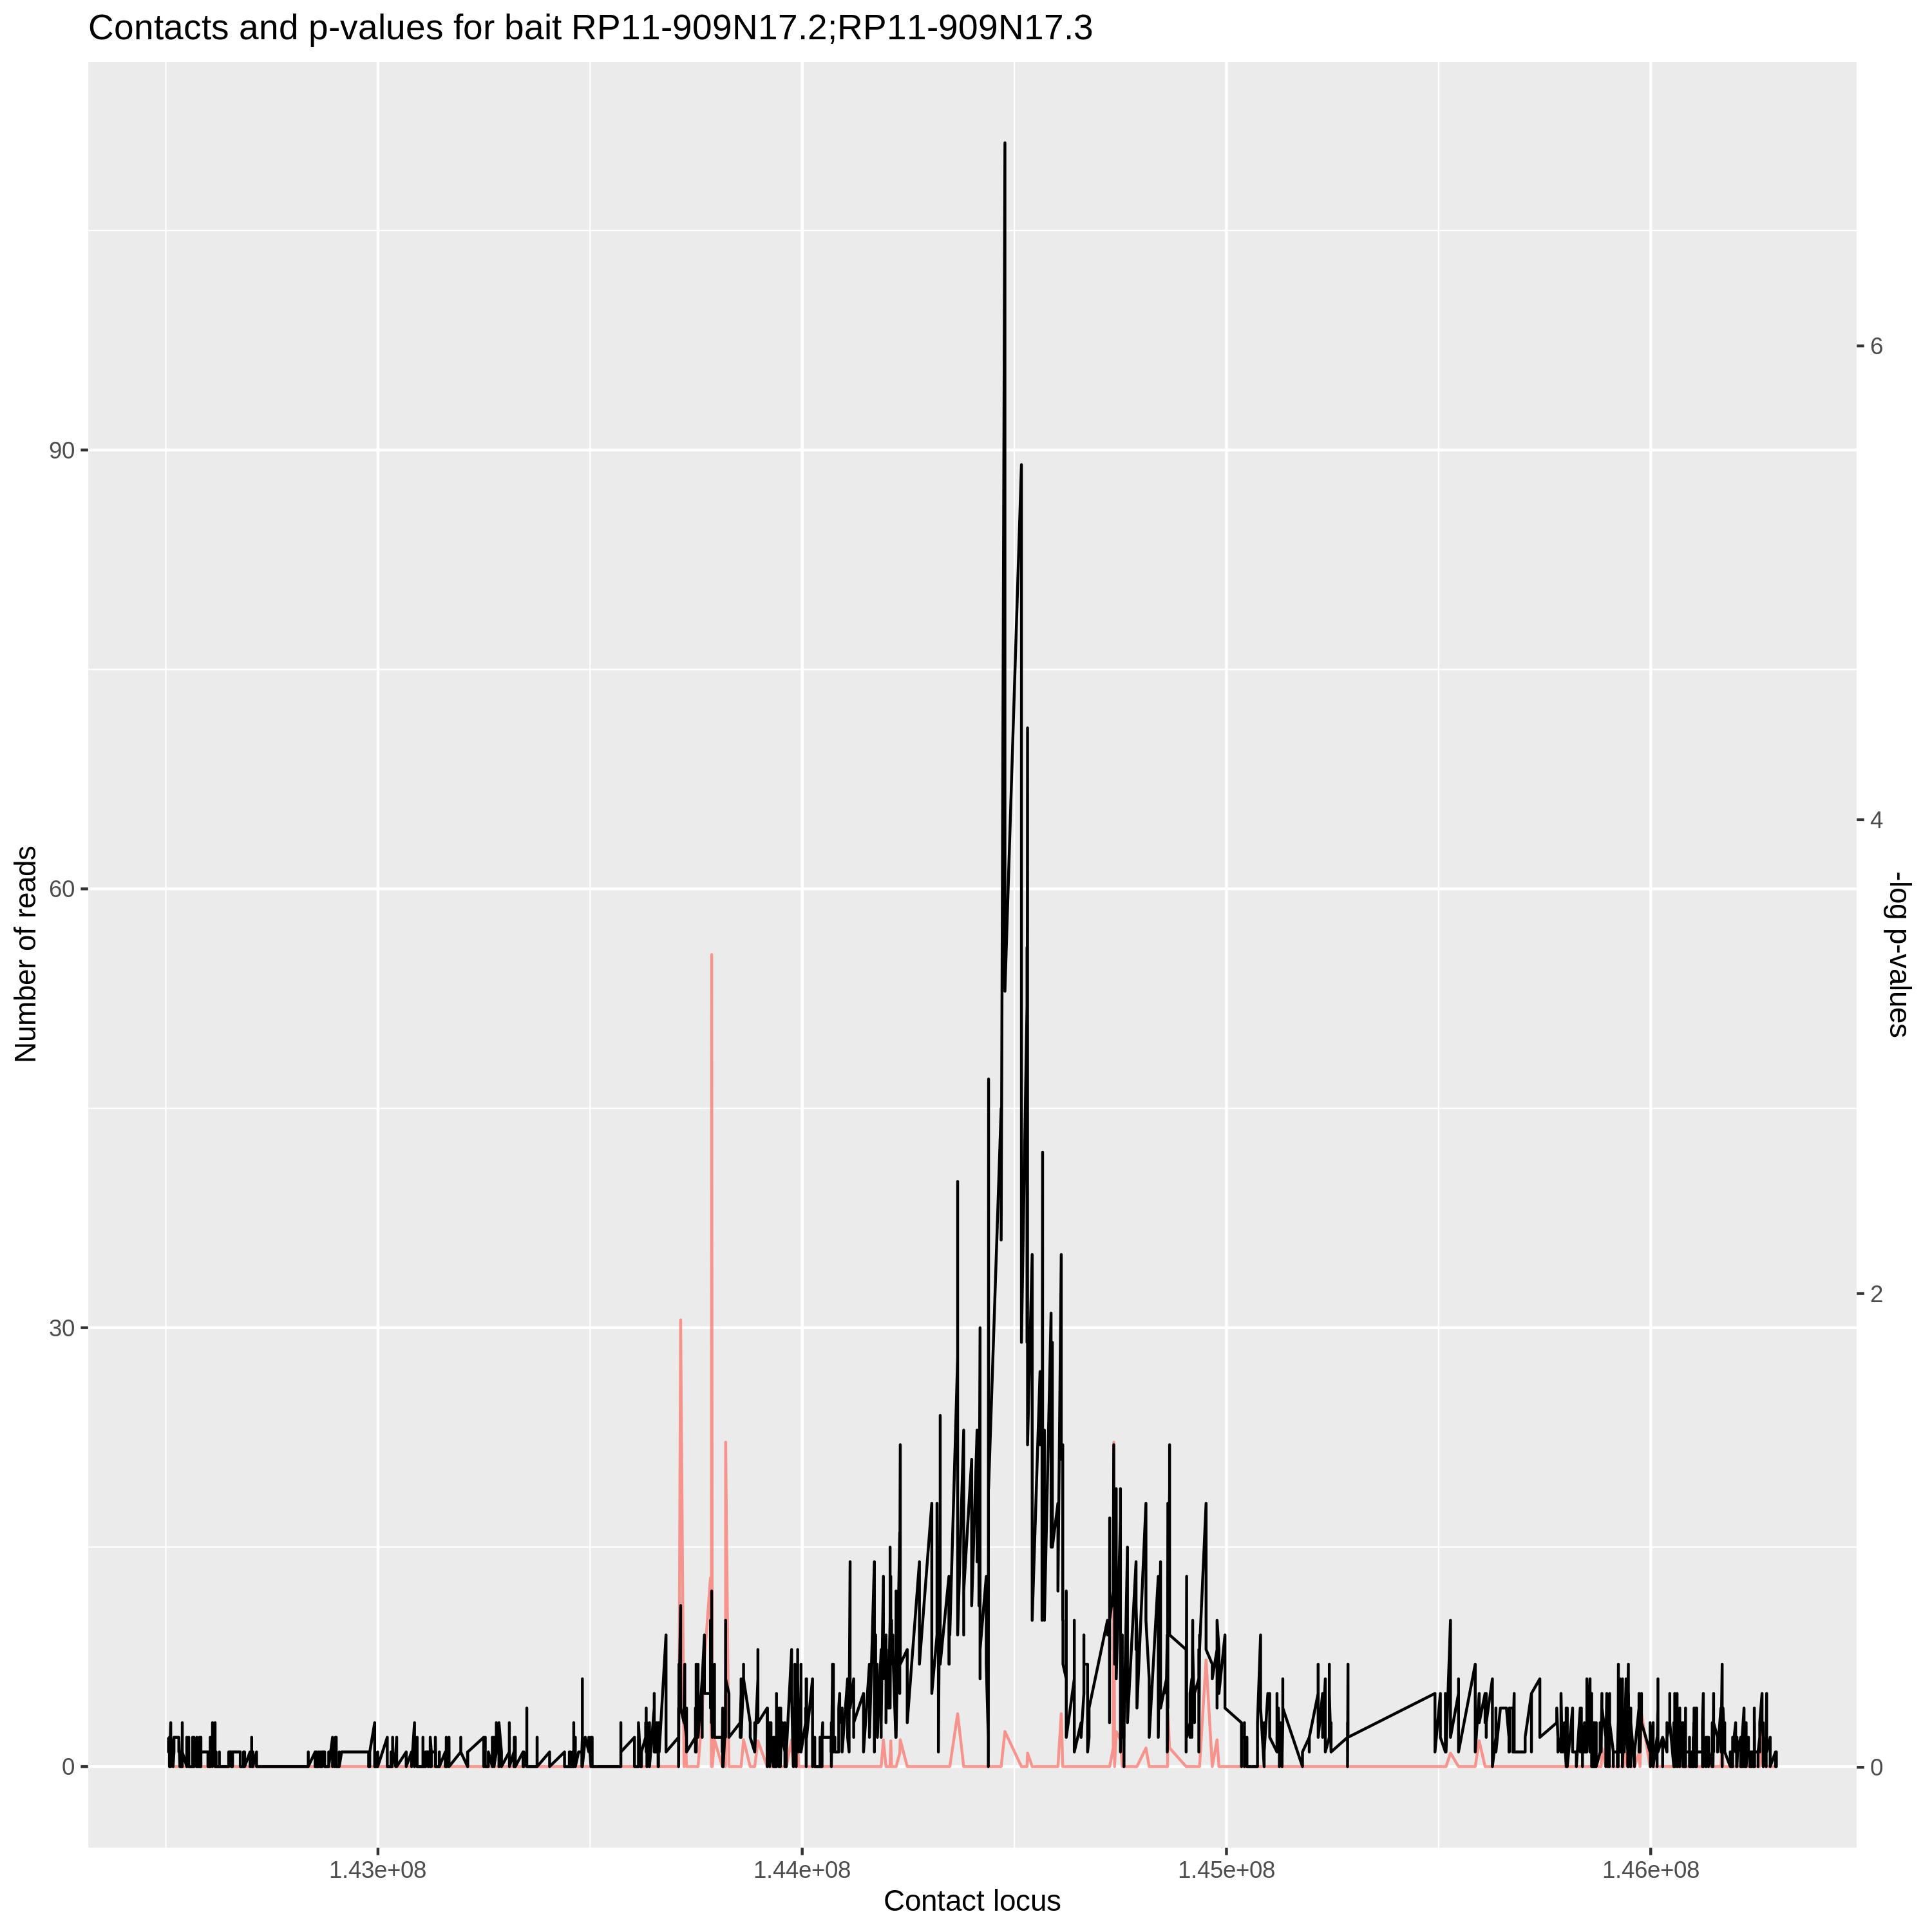 Contacts and p-values for bait RP11-909N17.2;RP11-909N17.3
90
60
30
0
Number of reads
6
4
2
0
-log p-values
1.43e+08
1.44e+08
1.45e+08
1.46e+08
Contact locus